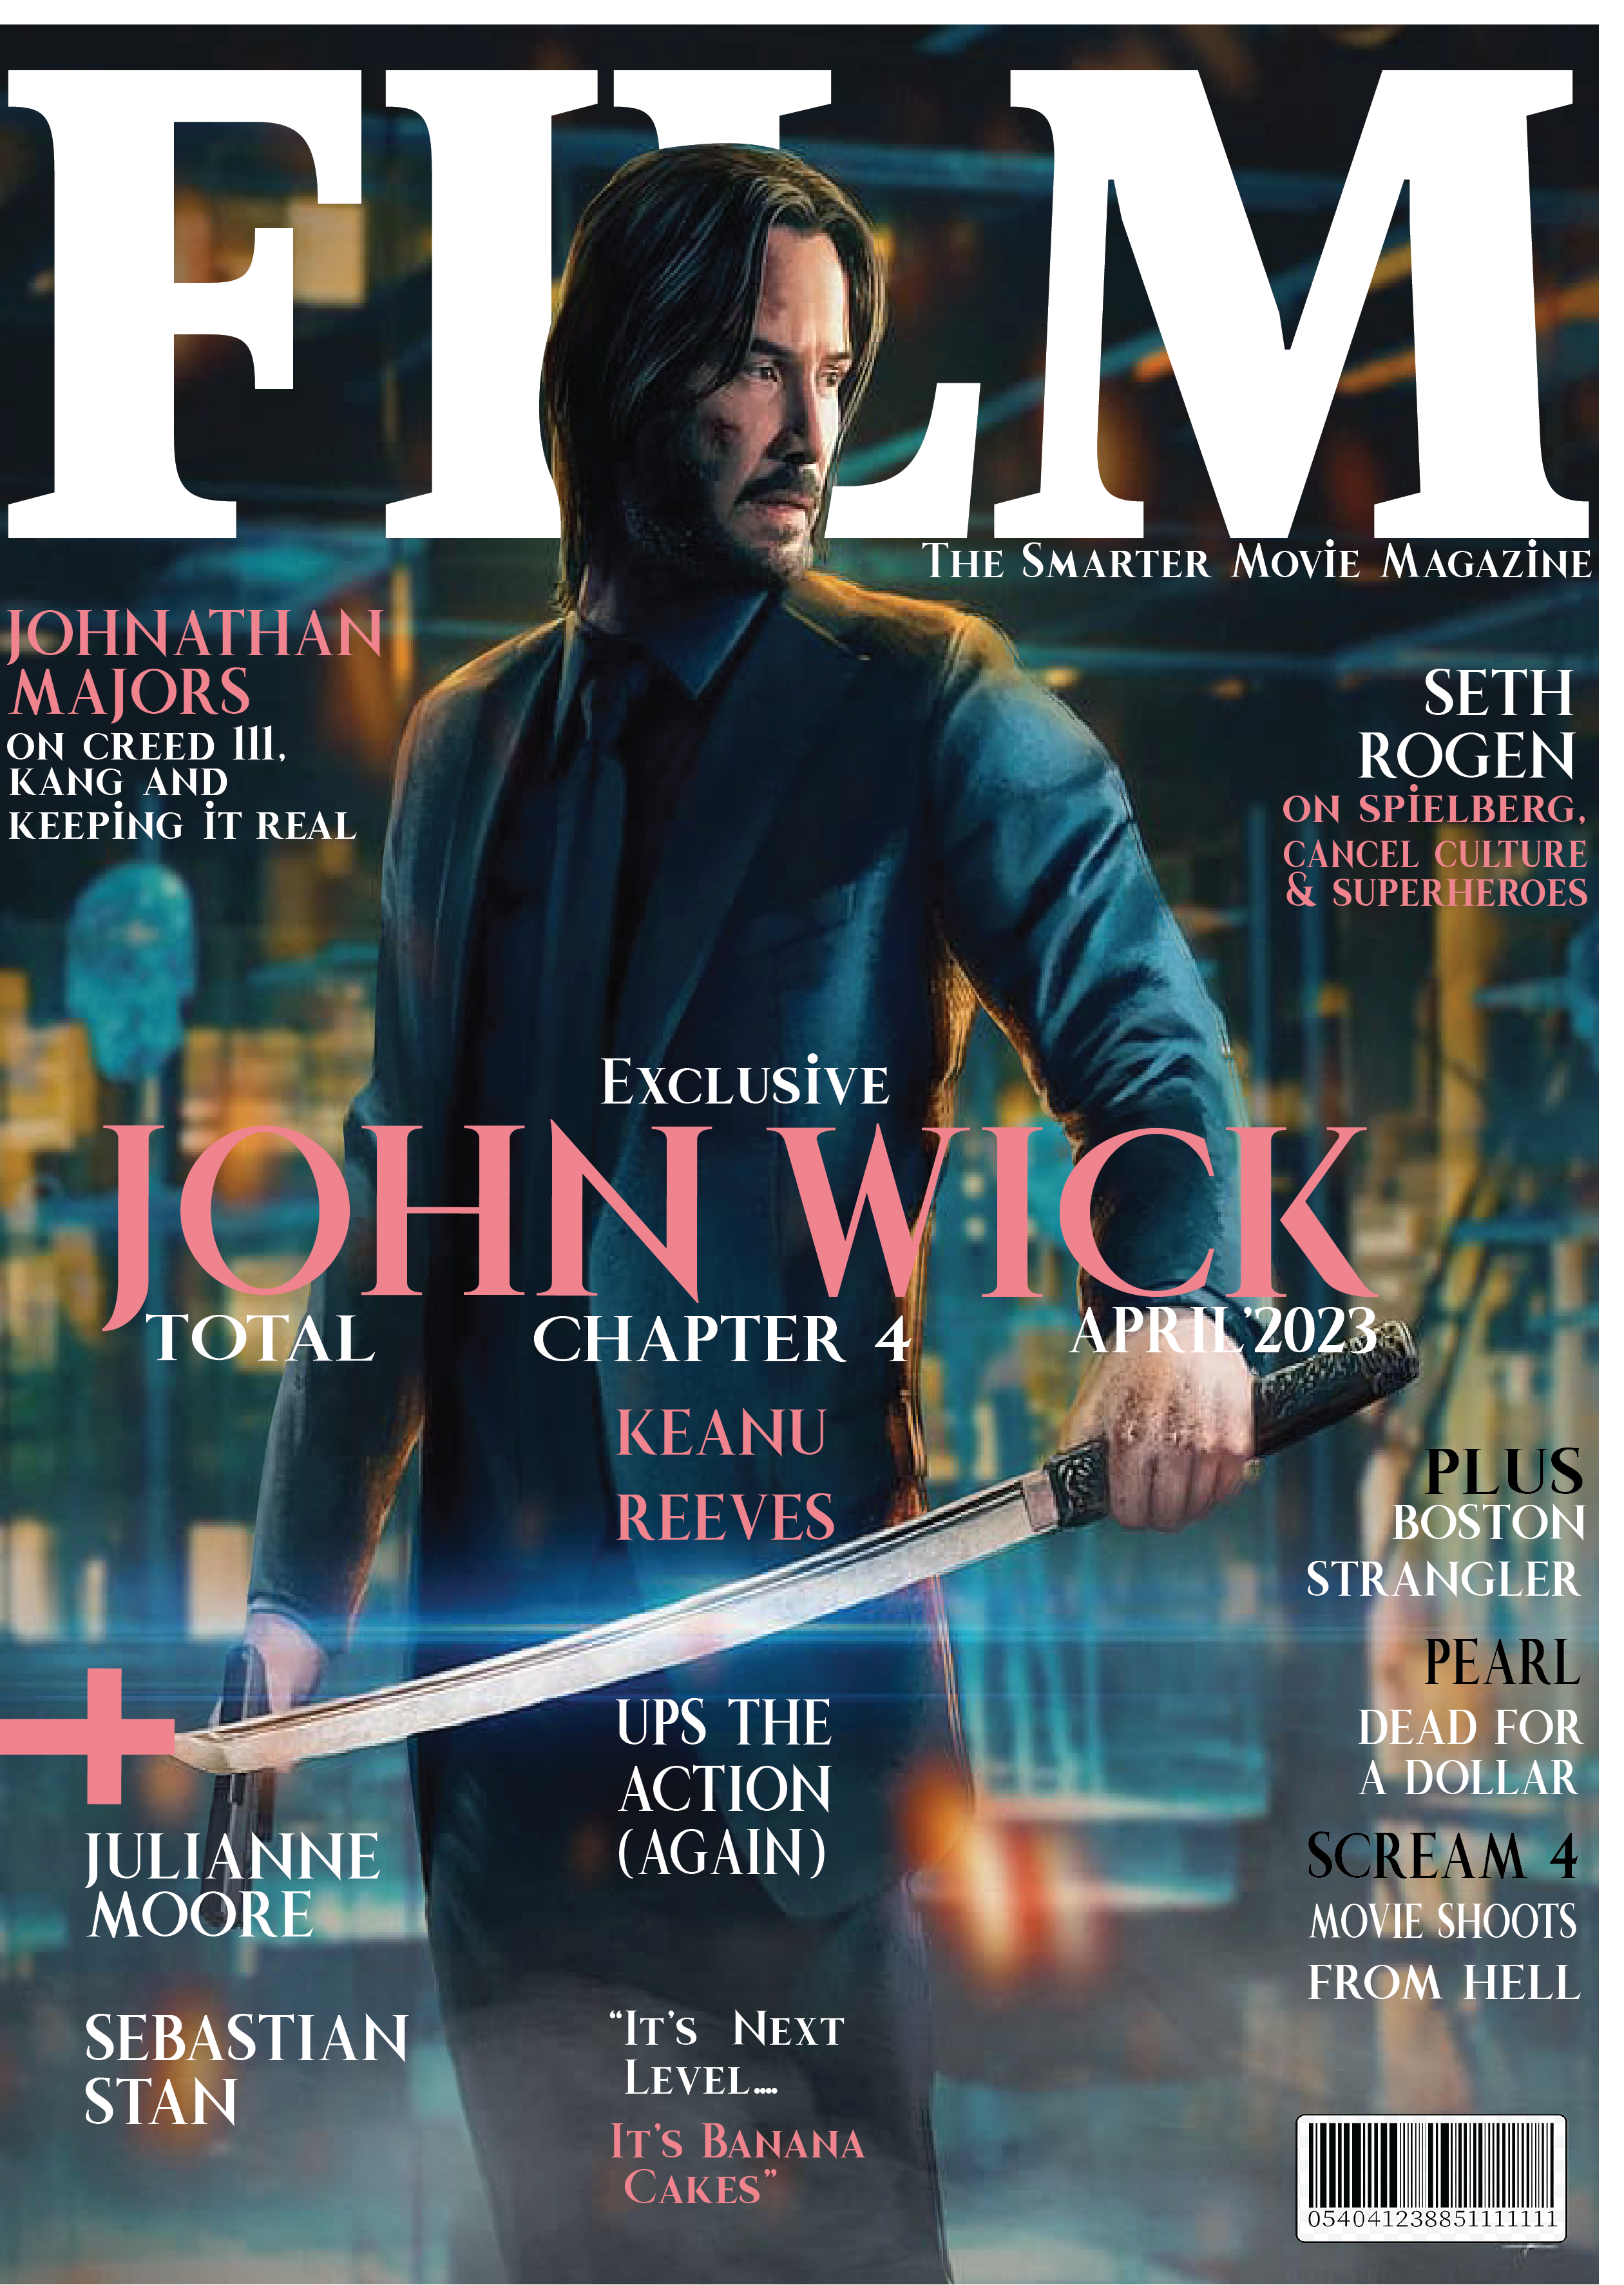 FILM
The Smarter Movie Magazine
JOHNATHAN
MAJORS
ON CREED 111,
KANG AND
KEEPING IT REAL
SETH
ROGEN
ON SPIELBERG,
CANCEL CULTURE
& SUPERHEROES
Exclusive
JOHN WICK
TOTAL CHAPTER 4 APRIL'2023
KEANU
REEVES
UPS THE
ACTION
(AGAIN)
"It's Next
Level....
It's Banana
Cakes"
+
JULIANNE
MOORE
SEBASTIAN
STAN
PLUS
BOSTON
STRANGLER
PEARL
DEAD FOR
A DOLLAR
SCREAM 4
MOVIE SHOOTS
FROM HELL
0540412388511111111